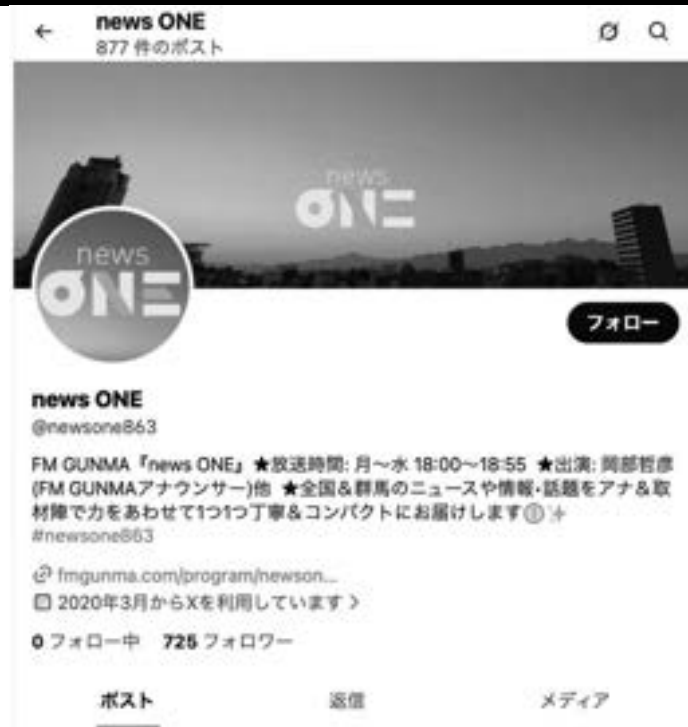 news ONE
877 件のポスト
news
ONE
news
ONE
フォロー
news ONE
@newsone863
FM GUNMA『news ONE』★放送時間: 月〜水 18:00〜18:55 ★出演: 岡部哲彦
(FM GUNMAアナウンサー)他 ★全国&群馬のニュースや情報・話題をアナ&取
材陣で力をあわせて1つ1つ丁寧&コンパクトにお届けします
#newsone863
fmgunma.com/program/newson...
2020年3月からXを利用しています
0 フォロー中 725 フォロワー
ポスト 返信 メディア